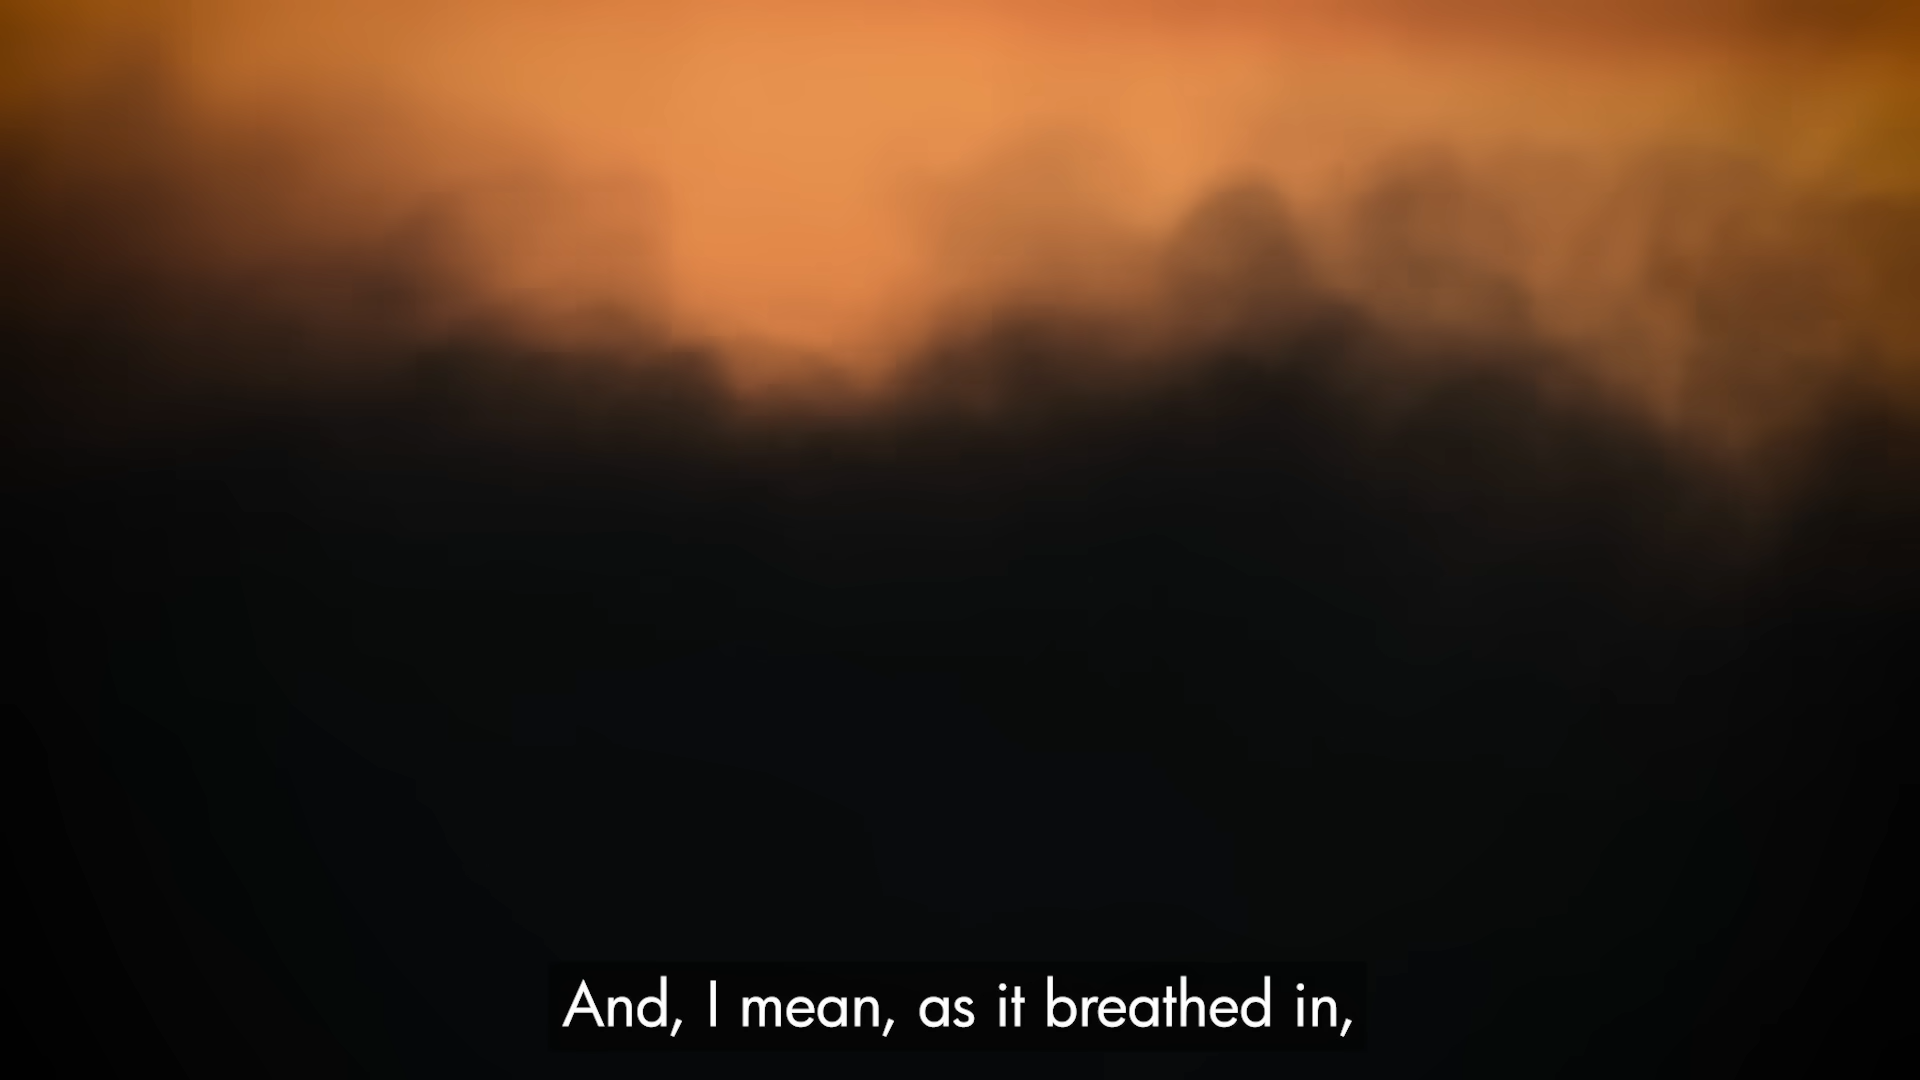 And, I mean, as it breathed in,